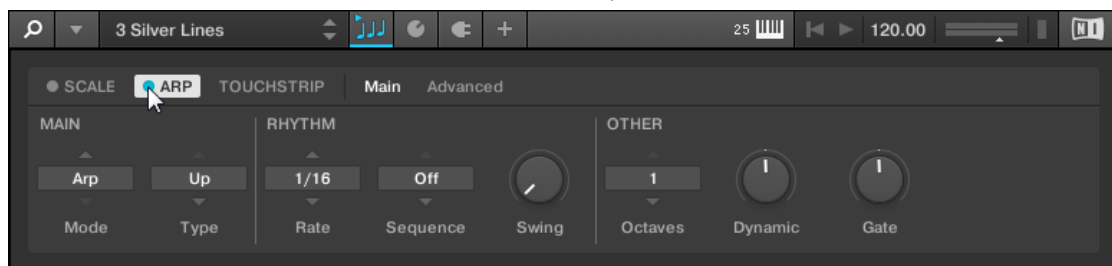 3 Silver Lines + 25 120.00 NI
SCALE ARP TOUCHSTRIP Main Advanced
MAIN RHYTHM OTHER
Arp Up 1/16 Off 1
Mode Type Rate Sequence Swing Octaves Dynamic Gate